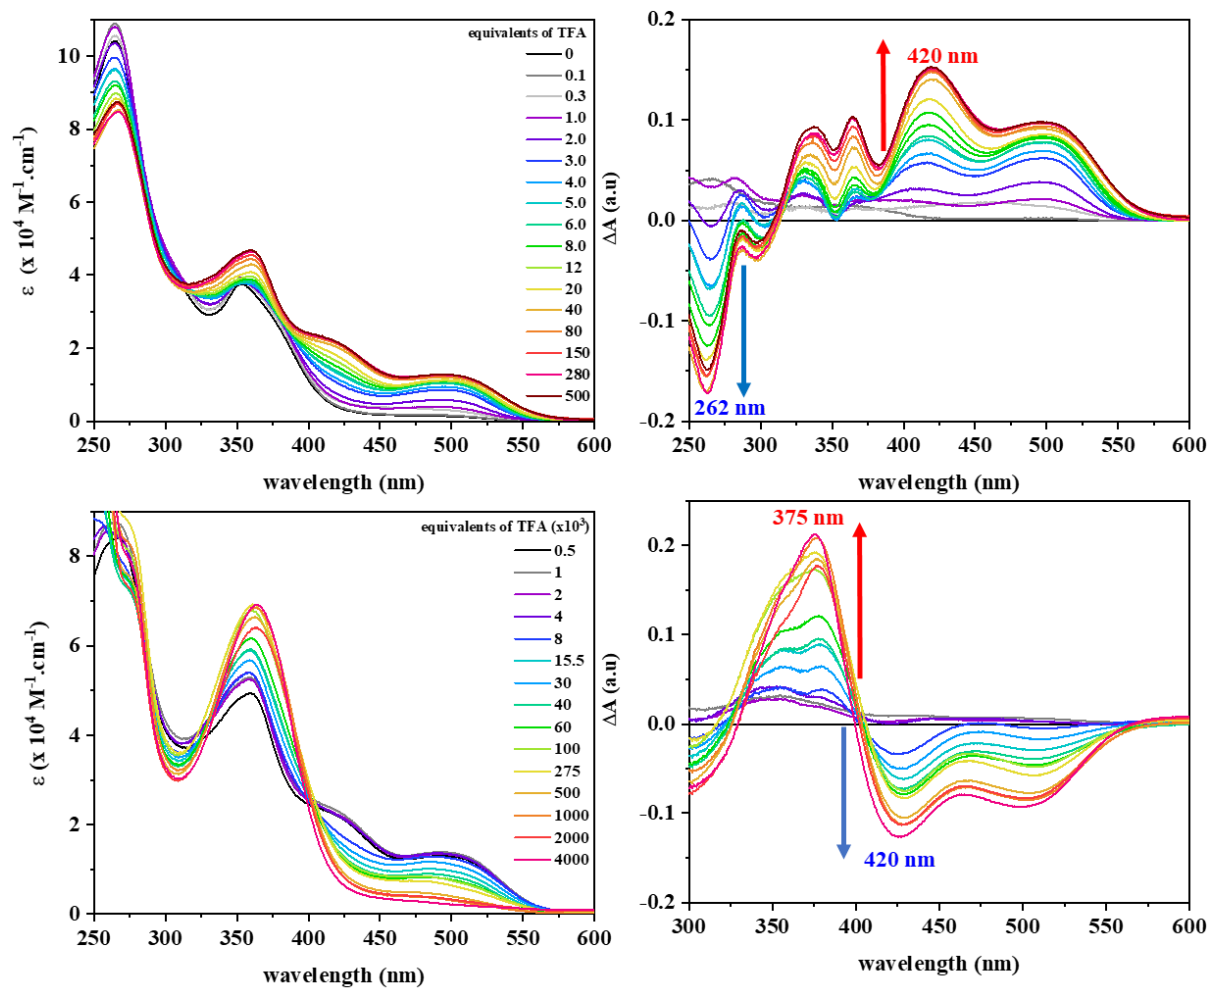 equivalents of TFA
0
0.1
0.3
1.0
2.0
3.0
4.0
5.0
6.0
8.0
12
20
40
80
150
280
500
10
8
6
4
2
0
ε (x 10⁴ M⁻¹.cm⁻¹)
250 300 350 400 450 500 550 600
wavelength (nm)
420 nm
262 nm
0.2
0.1
0.0
-0.1
-0.2
ΔA (a.u)
250 300 350 400 450 500 550 600
wavelength (nm)
equivalents of TFA (x10³)
0.5
1
2
4
8
15.5
30
40
60
100
275
500
1000
2000
4000
8
6
4
2
0
ε (x 10⁴ M⁻¹.cm⁻¹)
250 300 350 400 450 500 550 600
wavelength (nm)
375 nm
420 nm
0.2
0.1
0.0
-0.1
-0.2
ΔA (a.u)
300 350 400 450 500 550 600
wavelength (nm)